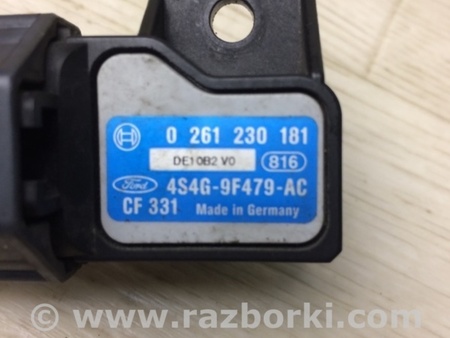 0 261 230 181
DE10B2 V0 816
Ford 4S4G-9F479-AC
CF 331 Made in Germany
© www.razborki.com